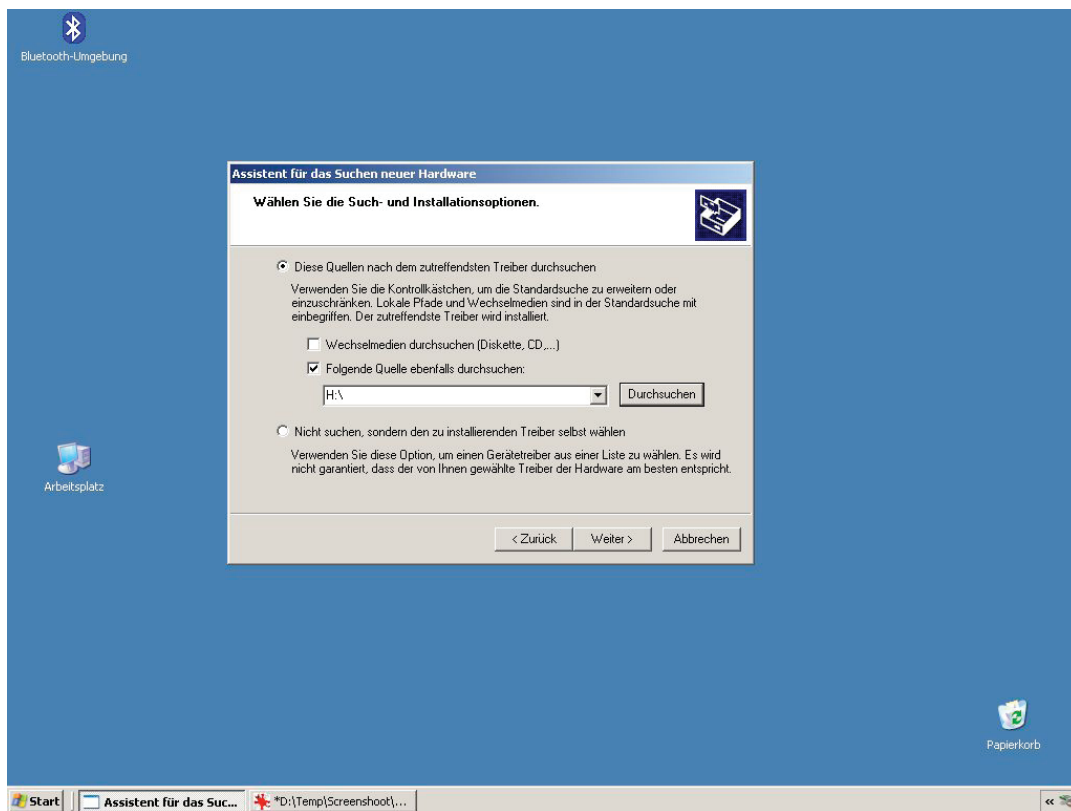 Bluetooth-Umgebung
Assistent für das Suchen neuer Hardware
Wählen Sie die Such- und Installationsoptionen.
Diese Quellen nach dem zutreffendsten Treiber durchsuchen
Verwenden Sie die Kontrollkästchen, um die Standardsuche zu erweitern oder
einzuschränken. Lokale Pfade und Wechselmedien sind in der Standardsuche mit
einbegriffen. Der zutreffendste Treiber wird installiert.
Wechselmedien durchsuchen (Diskette, CD,...)
Folgende Quelle ebenfalls durchsuchen:
H:\
Durchsuchen
Nicht suchen, sondern den zu installierenden Treiber selbst wählen
Verwenden Sie diese Option, um einen Gerätetreiber aus einer Liste zu wählen. Es wird
nicht garantiert, dass der von Ihnen gewählte Treiber der Hardware am besten entspricht.
Arbeitsplatz
< Zurück
Weiter >
Abbrechen
Papierkorb
Start
Assistent für das Suc...
*D:\Temp\Screenshoot\...
«